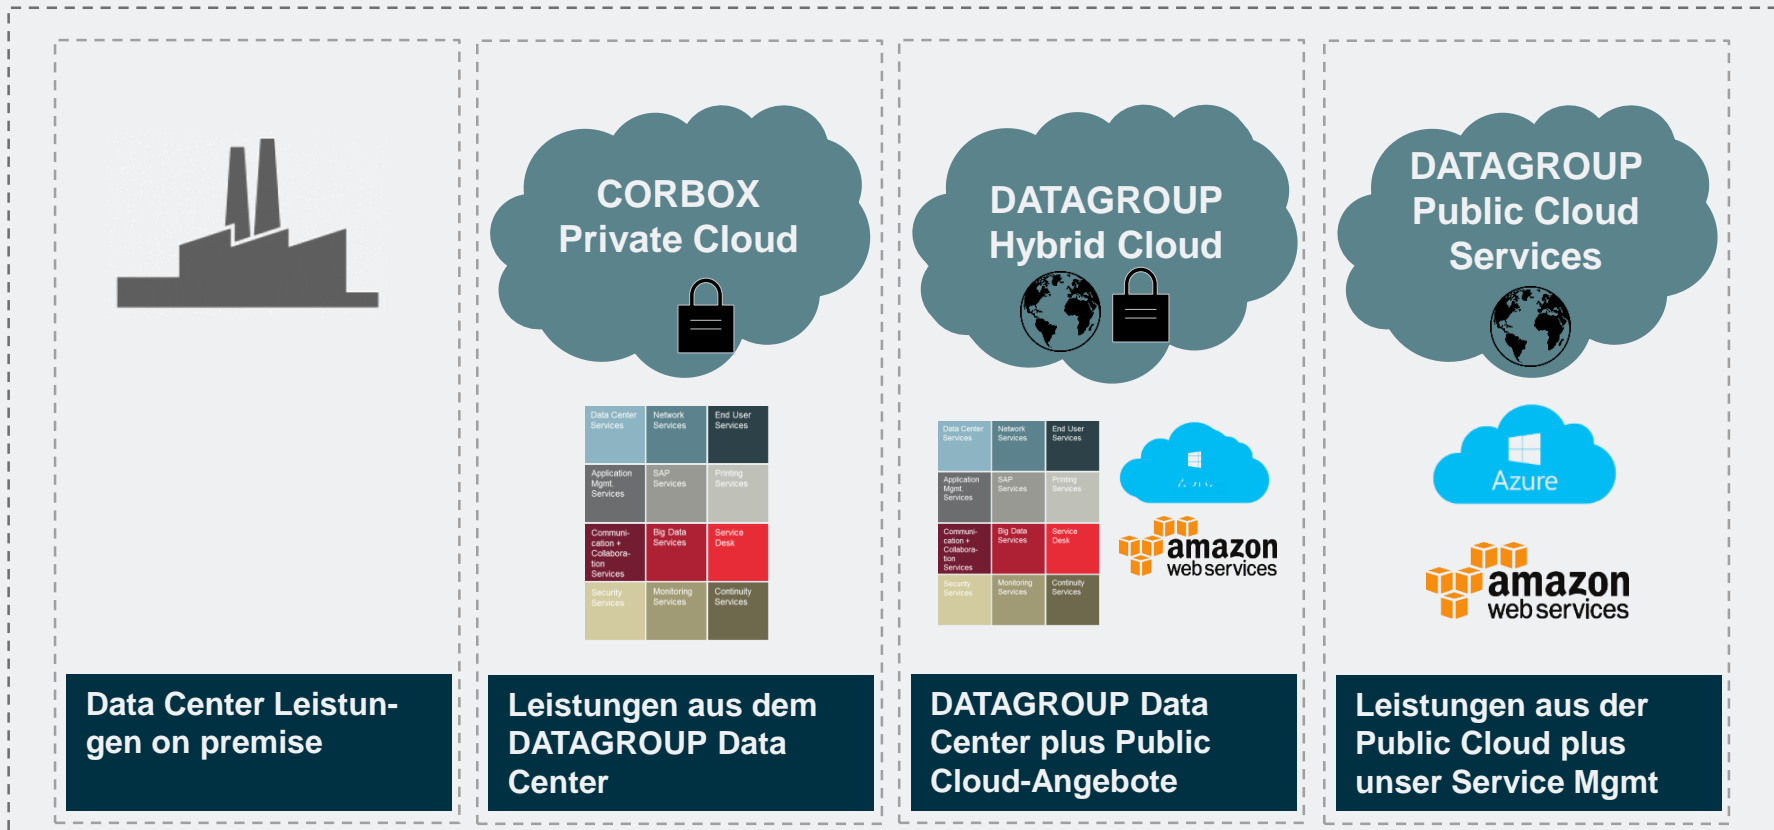 CORBOX
Private Cloud
DATAGROUP
Hybrid Cloud
DATAGROUP
Public Cloud
Services
Data Center
Services
Network
Services
End User
Services
Application
Mgmt.
Services
SAP
Services
Printing
Services
Communi-
cation +
Collabora-
tion
Services
Big Data
Services
Service
Desk
Security
Services
Monitoring
Services
Continuity
Services
Data Center
Services
Network
Services
End User
Services
Application
Mgmt.
Services
SAP
Services
Printing
Services
Communi-
cation +
Collabora-
tion
Services
Big Data
Services
Service
Desk
Security
Services
Monitoring
Services
Continuity
Services
amazon
web services
Azure
amazon
web services
Data Center Leistun-
gen on premise
Leistungen aus dem
DATAGROUP Data
Center
DATAGROUP Data
Center plus Public
Cloud-Angebote
Leistungen aus der
Public Cloud plus
unser Service Mgmt